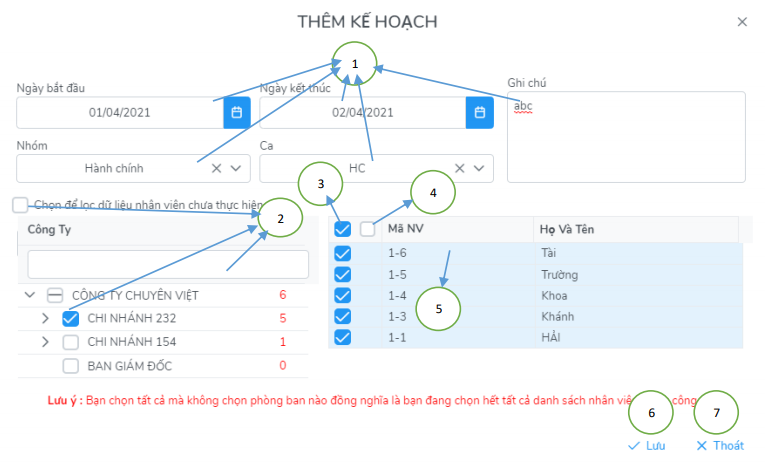 THÊM KẾ HOẠCH
1
Ngày bắt đầu
Ngày kết thúc
Ghi chú
01/04/2021
02/04/2021
abc
Nhóm
Ca
Hành chính
HC
3
4
Chọn để lọc dữ liệu nhân viên chưa thực hiện
2
Công Ty
Mã NV
Họ Và Tên
1-6
Tài
1-5
Trường
CÔNG TY CHUYÊN VIỆT
6
1-4
Khoa
5
CHI NHÁNH 232
5
1-3
Khánh
CHI NHÁNH 154
1
1-1
HẢI
BAN GIÁM ĐỐC
0
Lưu ý : Bạn chọn tất cả mà không chọn phòng ban nào đồng nghĩa là bạn đang chọn hết tất cả danh sách nhân công
6
7
Lưu
Thoát